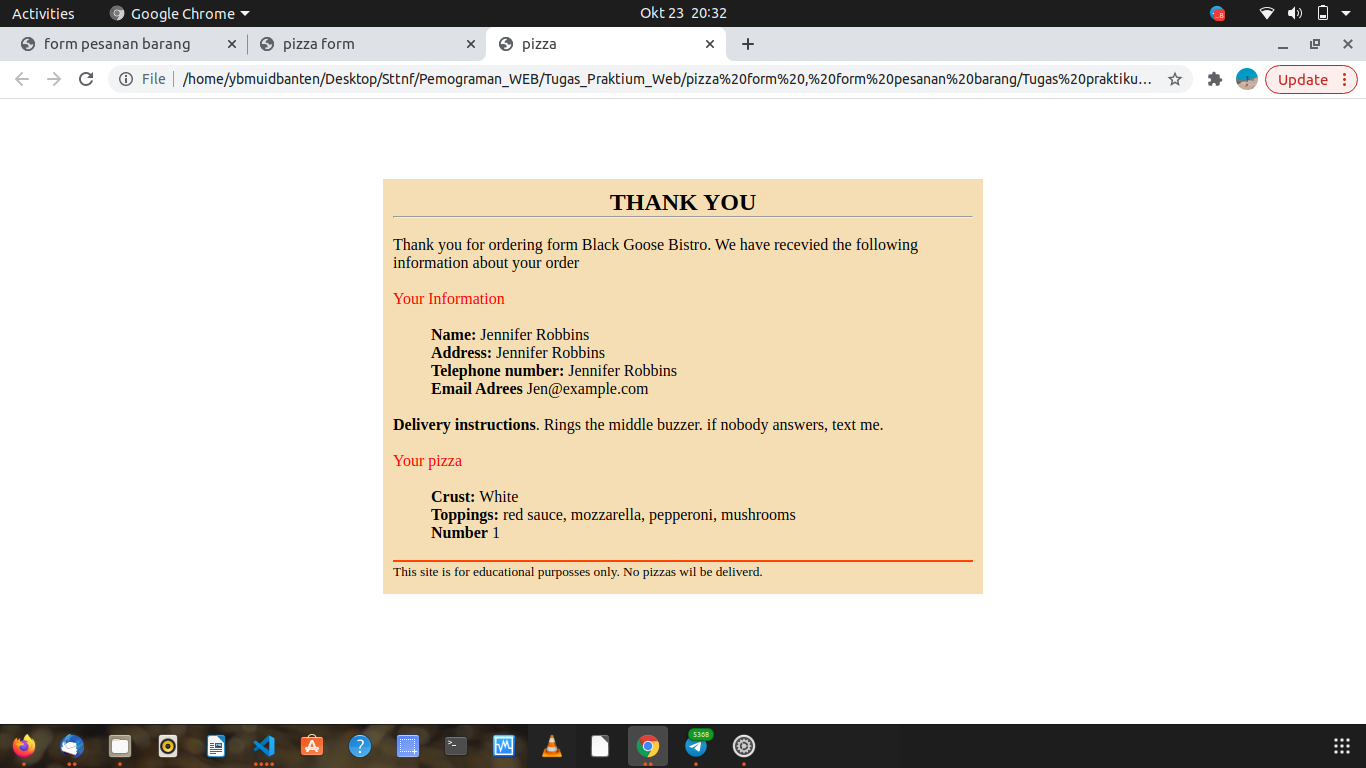 Activities
Google Chrome
Okt 23 20:32
form pesanan barang
pizza form
pizza
File
/home/ybmuidbanten/Desktop/Sttnf/Pemograman_WEB/Tugas_Praktium_Web/pizza%20form%20,%20form%20pesanan%20barang/Tugas%20praktiku…
Update
THANK YOU
Thank you for ordering form Black Goose Bistro. We have recevied the following
information about your order
Your Information
Name: Jennifer Robbins
Address: Jennifer Robbins
Telephone number: Jennifer Robbins
Email Adrees Jen@example.com
Delivery instructions. Rings the middle buzzer. if nobody answers, text me.
Your pizza
Crust: White
Toppings: red sauce, mozzarella, pepperoni, mushrooms
Number 1
This site is for educational purposses only. No pizzas wil be deliverd.
5368